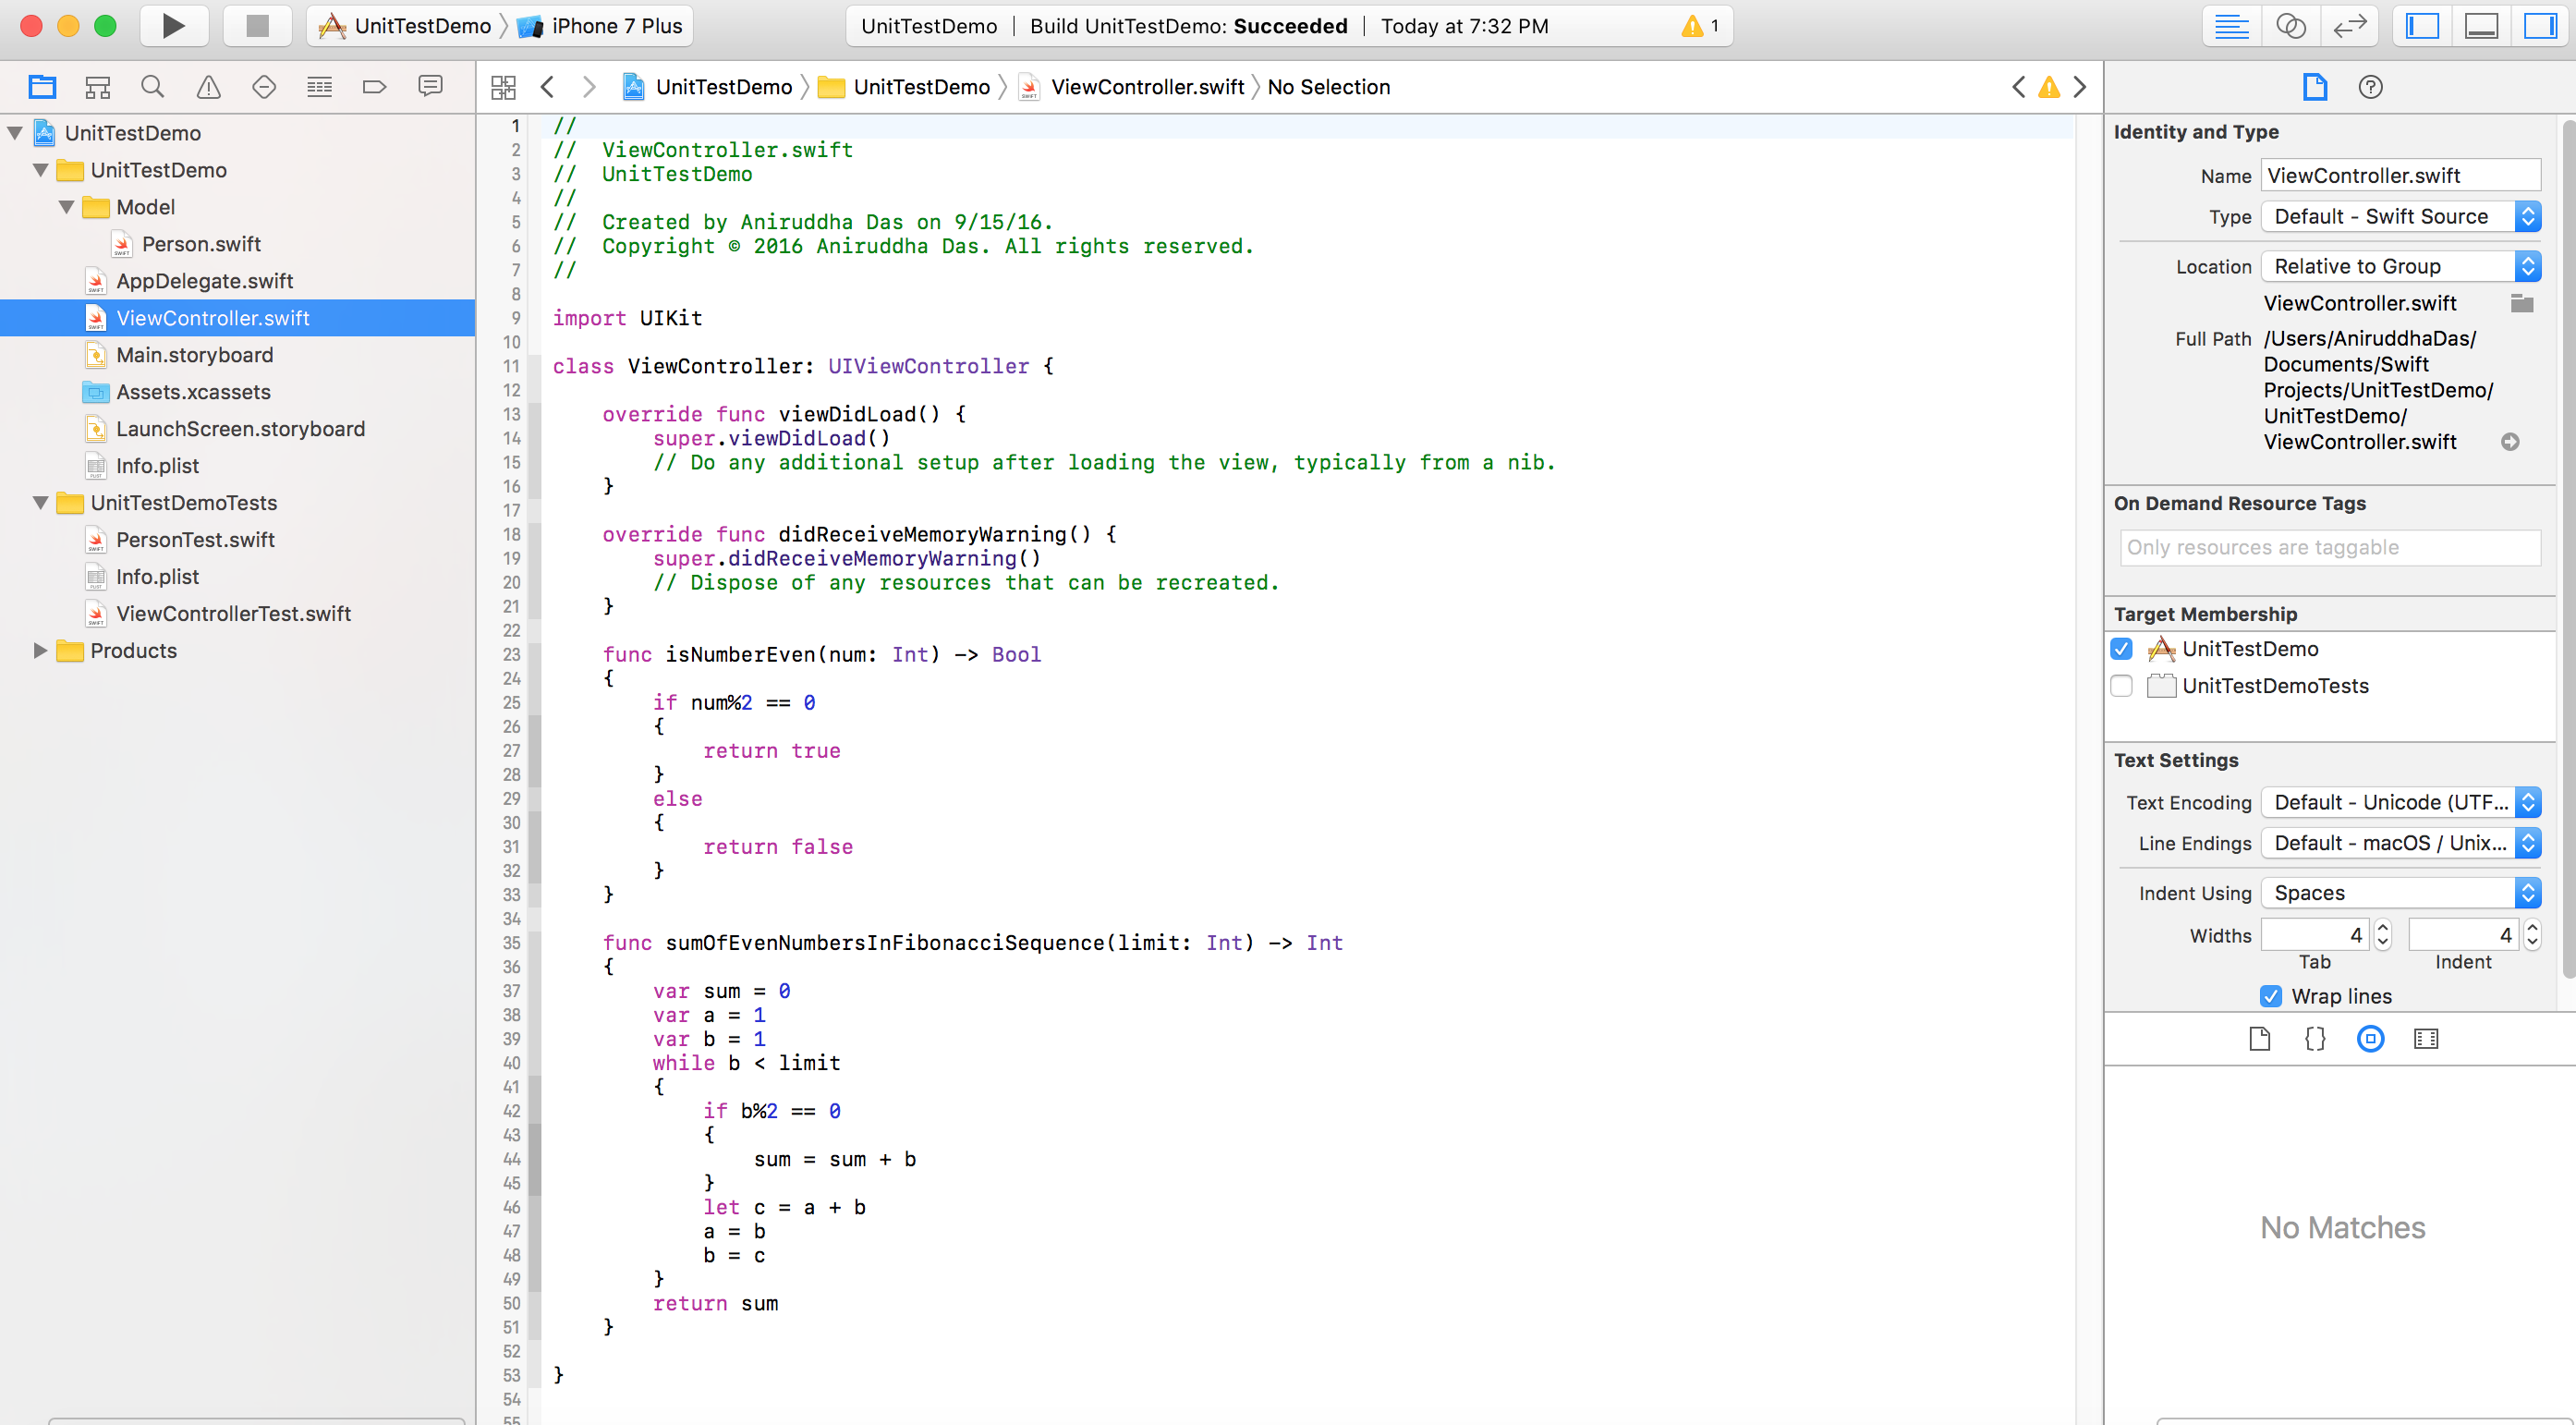 UnitTestDemo iPhone 7 Plus
UnitTestDemo | Build UnitTestDemo: Succeeded | Today at 7:32 PM 1
UnitTestDemo
UnitTestDemo
Model
Person.swift
AppDelegate.swift
ViewController.swift
Main.storyboard
Assets.xcassets
LaunchScreen.storyboard
Info.plist
UnitTestDemoTests
PersonTest.swift
Info.plist
ViewControllerTest.swift
Products
UnitTestDemo UnitTestDemo ViewController.swift No Selection
1 //
2 //  ViewController.swift
3 //  UnitTestDemo
4 //
5 //  Created by Aniruddha Das on 9/15/16.
6 //  Copyright © 2016 Aniruddha Das. All rights reserved.
7 //
8
9 import UIKit
10
11 class ViewController: UIViewController {
12
13     override func viewDidLoad() {
14         super.viewDidLoad()
15         // Do any additional setup after loading the view, typically from a nib.
16     }
17
18     override func didReceiveMemoryWarning() {
19         super.didReceiveMemoryWarning()
20         // Dispose of any resources that can be recreated.
21     }
22
23     func isNumberEven(num: Int) -> Bool
24     {
25         if num%2 == 0
26         {
27             return true
28         }
29         else
30         {
31             return false
32         }
33     }
34
35     func sumOfEvenNumbersInFibonacciSequence(limit: Int) -> Int
36     {
37         var sum = 0
38         var a = 1
39         var b = 1
40         while b < limit
41         {
42             if b%2 == 0
43             {
44                 sum = sum + b
45             }
46             let c = a + b
47             a = b
48             b = c
49         }
50         return sum
51     }
52
53 }
54
55
Identity and Type
Name ViewController.swift
Type Default - Swift Source
Location Relative to Group
ViewController.swift
Full Path /Users/AniruddhaDas/
Documents/Swift
Projects/UnitTestDemo/
UnitTestDemo/
ViewController.swift
On Demand Resource Tags
Only resources are taggable
Target Membership
UnitTestDemo
UnitTestDemoTests
Text Settings
Text Encoding Default - Unicode (UTF...
Line Endings Default - macOS / Unix...
Indent Using Spaces
Widths 4 4
Tab Indent
Wrap lines
{}
No Matches